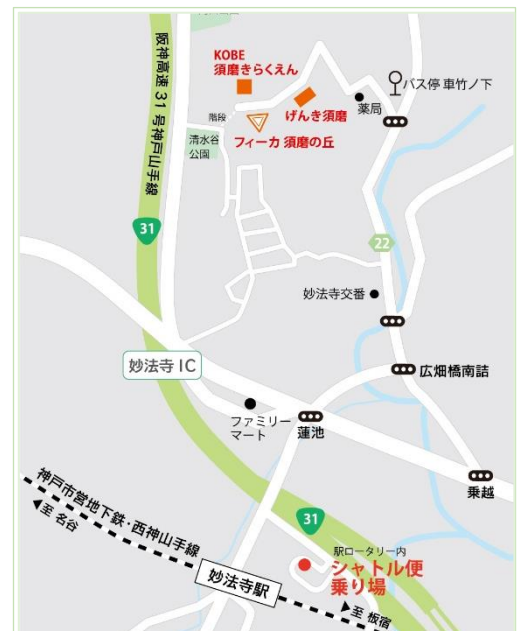 KOBE
須磨きらくえん
阪神高速 31 号神戸山手線
バス停 車竹ノ下
薬局
げんき須磨
階段
フィーカ 須磨の丘
清水谷
公園
31
22
妙法寺交番
妙法寺 IC
広畑橋南詰
ファミリー
マート
蓮池
乗越
神戸市営地下鉄・西神山手線
至 名谷
31
駅ロータリー内
シャトル便
乗り場
妙法寺駅
至 板宿